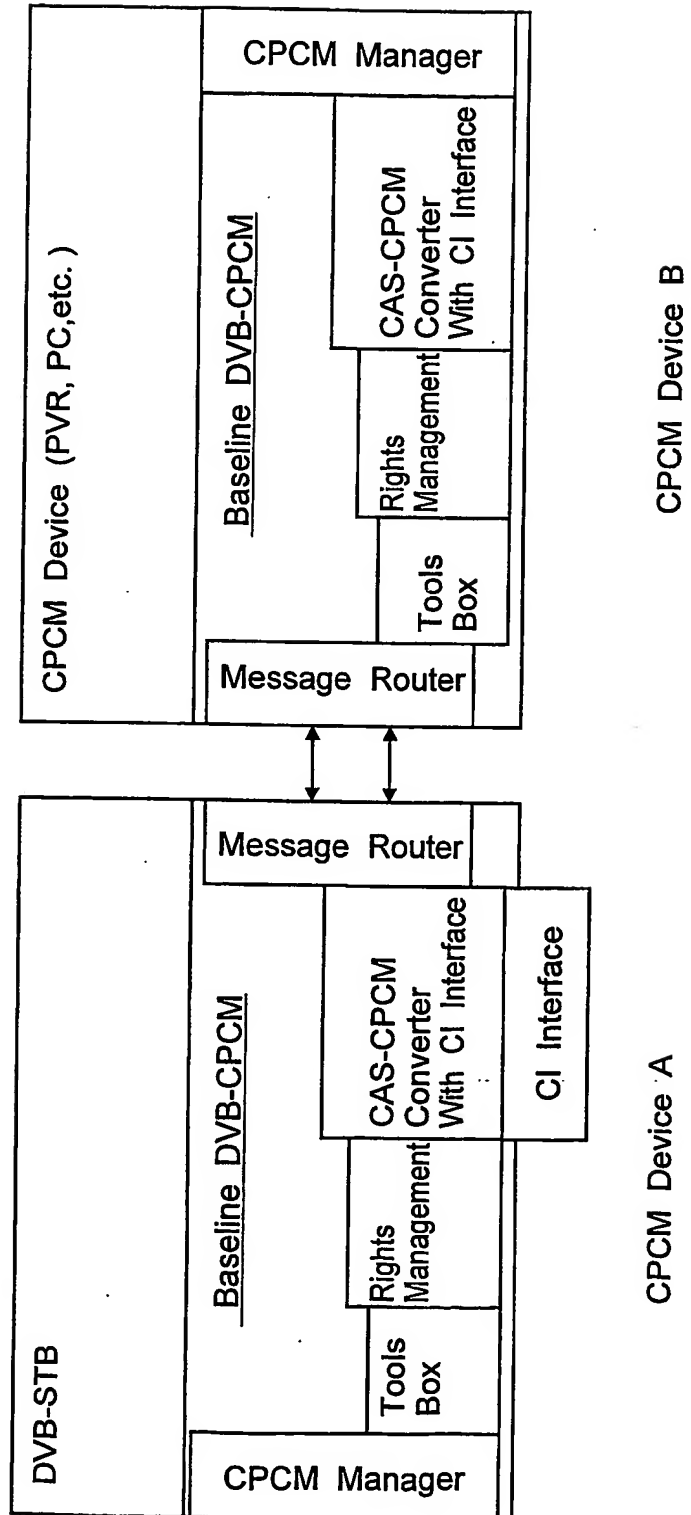 DVB-STB
Baseline DVB-CPCM
CPCM Manager
Tools
Box
Rights
Management
CAS-CPCM
Converter
With CI Interface
CI Interface
Message Router
CPCM Device A
CPCM Device (PVR, PC,etc. )
Baseline DVB-CPCM
Message Router
Tools
Box
Rights
Management
CAS-CPCM
Converter
With CI Interface
CPCM Manager
CPCM Device B